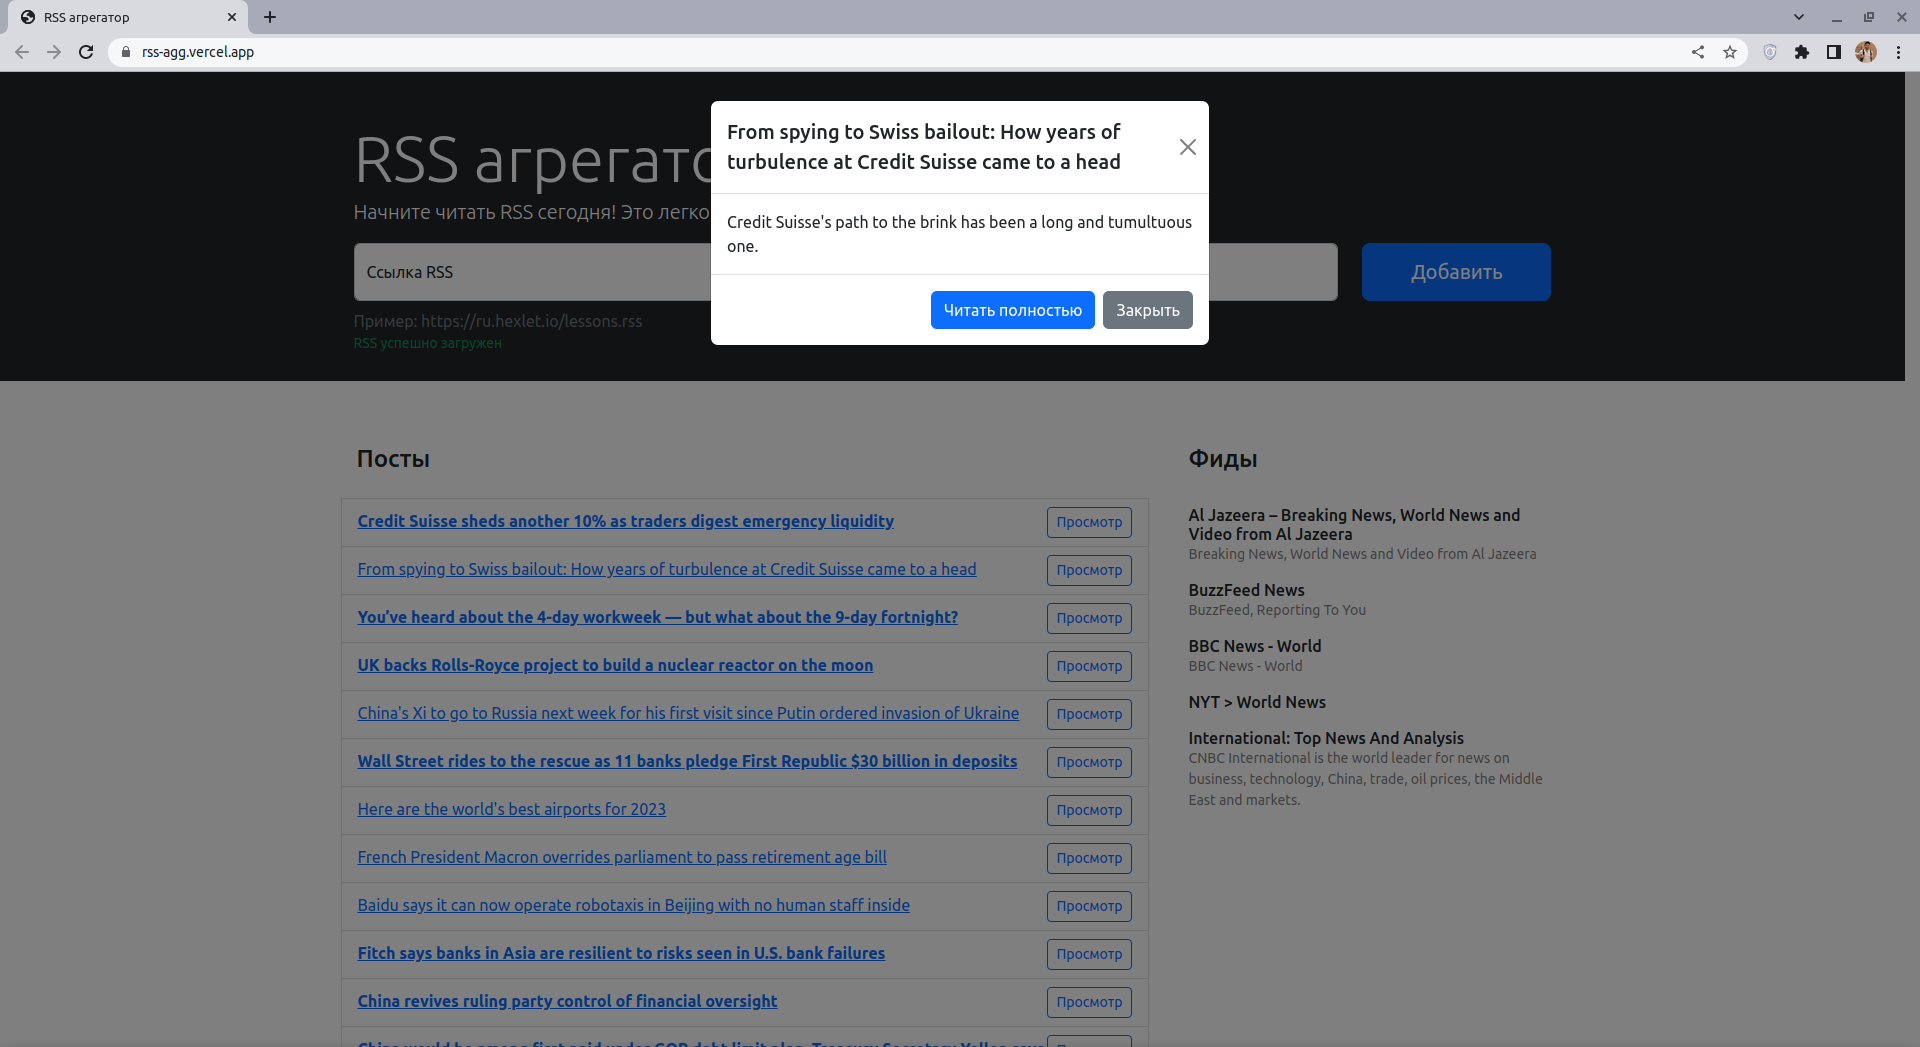 RSS агрегатор
rss-agg.vercel.app
From spying to Swiss bailout: How years of
turbulence at Credit Suisse came to a head
Credit Suisse's path to the brink has been a long and tumultuous
one.
Читать полностью
Закрыть
RSS агрегато
Начните читать RSS сегодня! Это легко
Ссылка RSS
Добавить
Пример: https://ru.hexlet.io/lessons.rss
RSS успешно загружен
Посты
Credit Suisse sheds another 10% as traders digest emergency liquidity
Просмотр
From spying to Swiss bailout: How years of turbulence at Credit Suisse came to a head
Просмотр
You’ve heard about the 4-day workweek — but what about the 9-day fortnight?
Просмотр
UK backs Rolls-Royce project to build a nuclear reactor on the moon
Просмотр
China's Xi to go to Russia next week for his first visit since Putin ordered invasion of Ukraine
Просмотр
Wall Street rides to the rescue as 11 banks pledge First Republic $30 billion in deposits
Просмотр
Here are the world's best airports for 2023
Просмотр
French President Macron overrides parliament to pass retirement age bill
Просмотр
Baidu says it can now operate robotaxis in Beijing with no human staff inside
Просмотр
Fitch says banks in Asia are resilient to risks seen in U.S. bank failures
Просмотр
China revives ruling party control of financial oversight
Просмотр
Фиды
Al Jazeera – Breaking News, World News and
Video from Al Jazeera
Breaking News, World News and Video from Al Jazeera
BuzzFeed News
BuzzFeed, Reporting To You
BBC News - World
BBC News - World
NYT > World News
International: Top News And Analysis
CNBC International is the world leader for news on
business, technology, China, trade, oil prices, the Middle
East and markets.